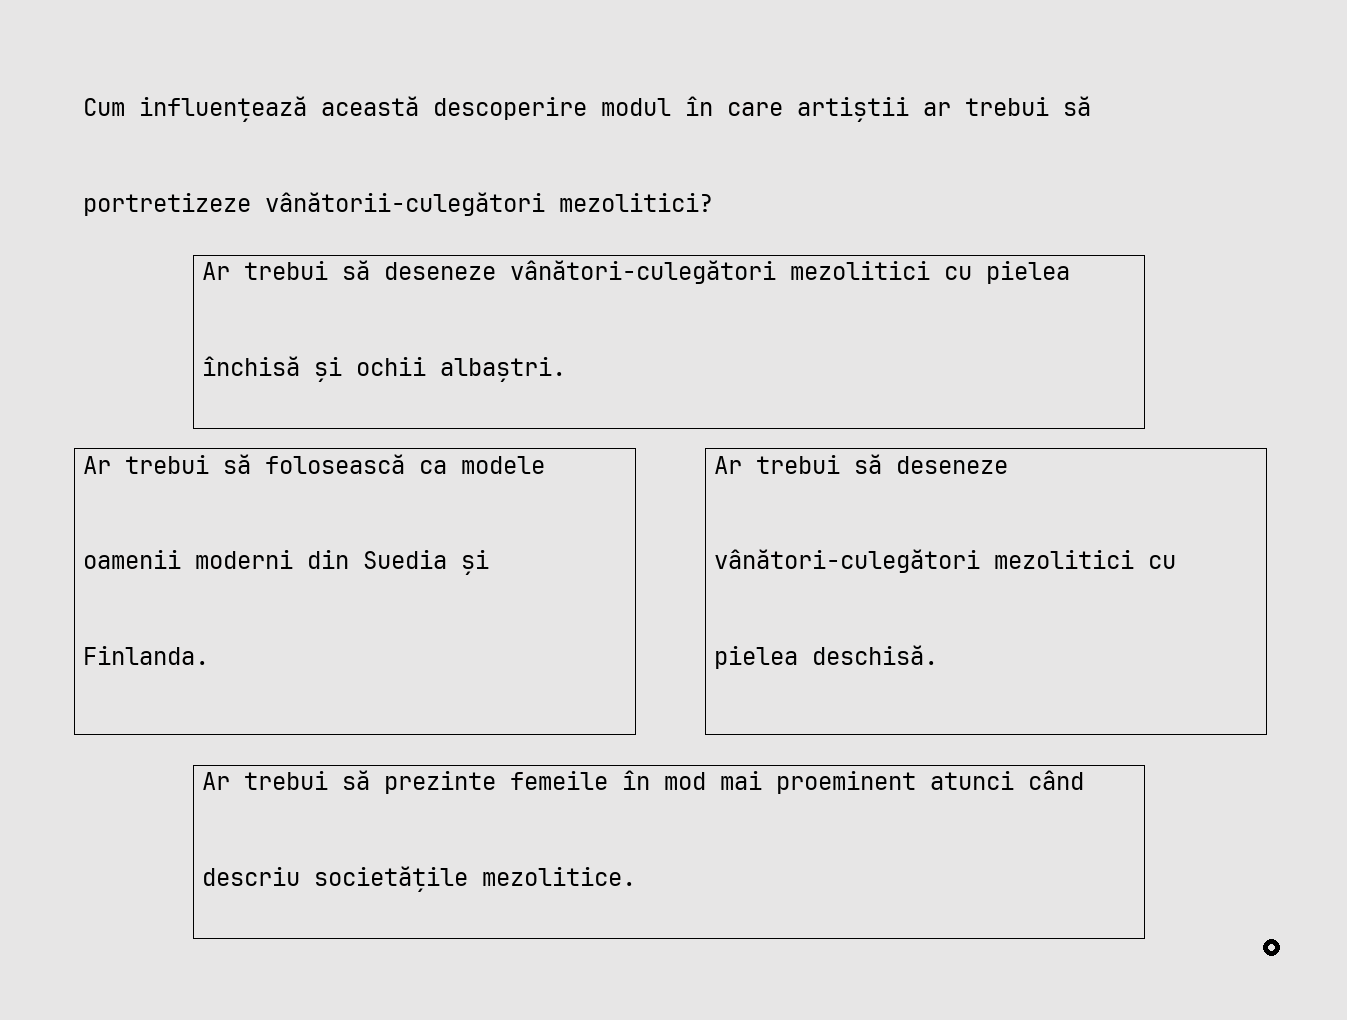 Cum influențează această descoperire modul în care artiștii ar trebui să
portretizeze vânătorii-culegători mezolitici?
Ar trebui să deseneze vânători-culegători mezolitici cu pielea
închisă și ochii albaștri.
Ar trebui să folosească ca modele
oamenii moderni din Suedia și
Finlanda.
Ar trebui să deseneze
vânători-culegători mezolitici cu
pielea deschisă.
Ar trebui să prezinte femeile în mod mai proeminent atunci când
descriu societățile mezolitice.